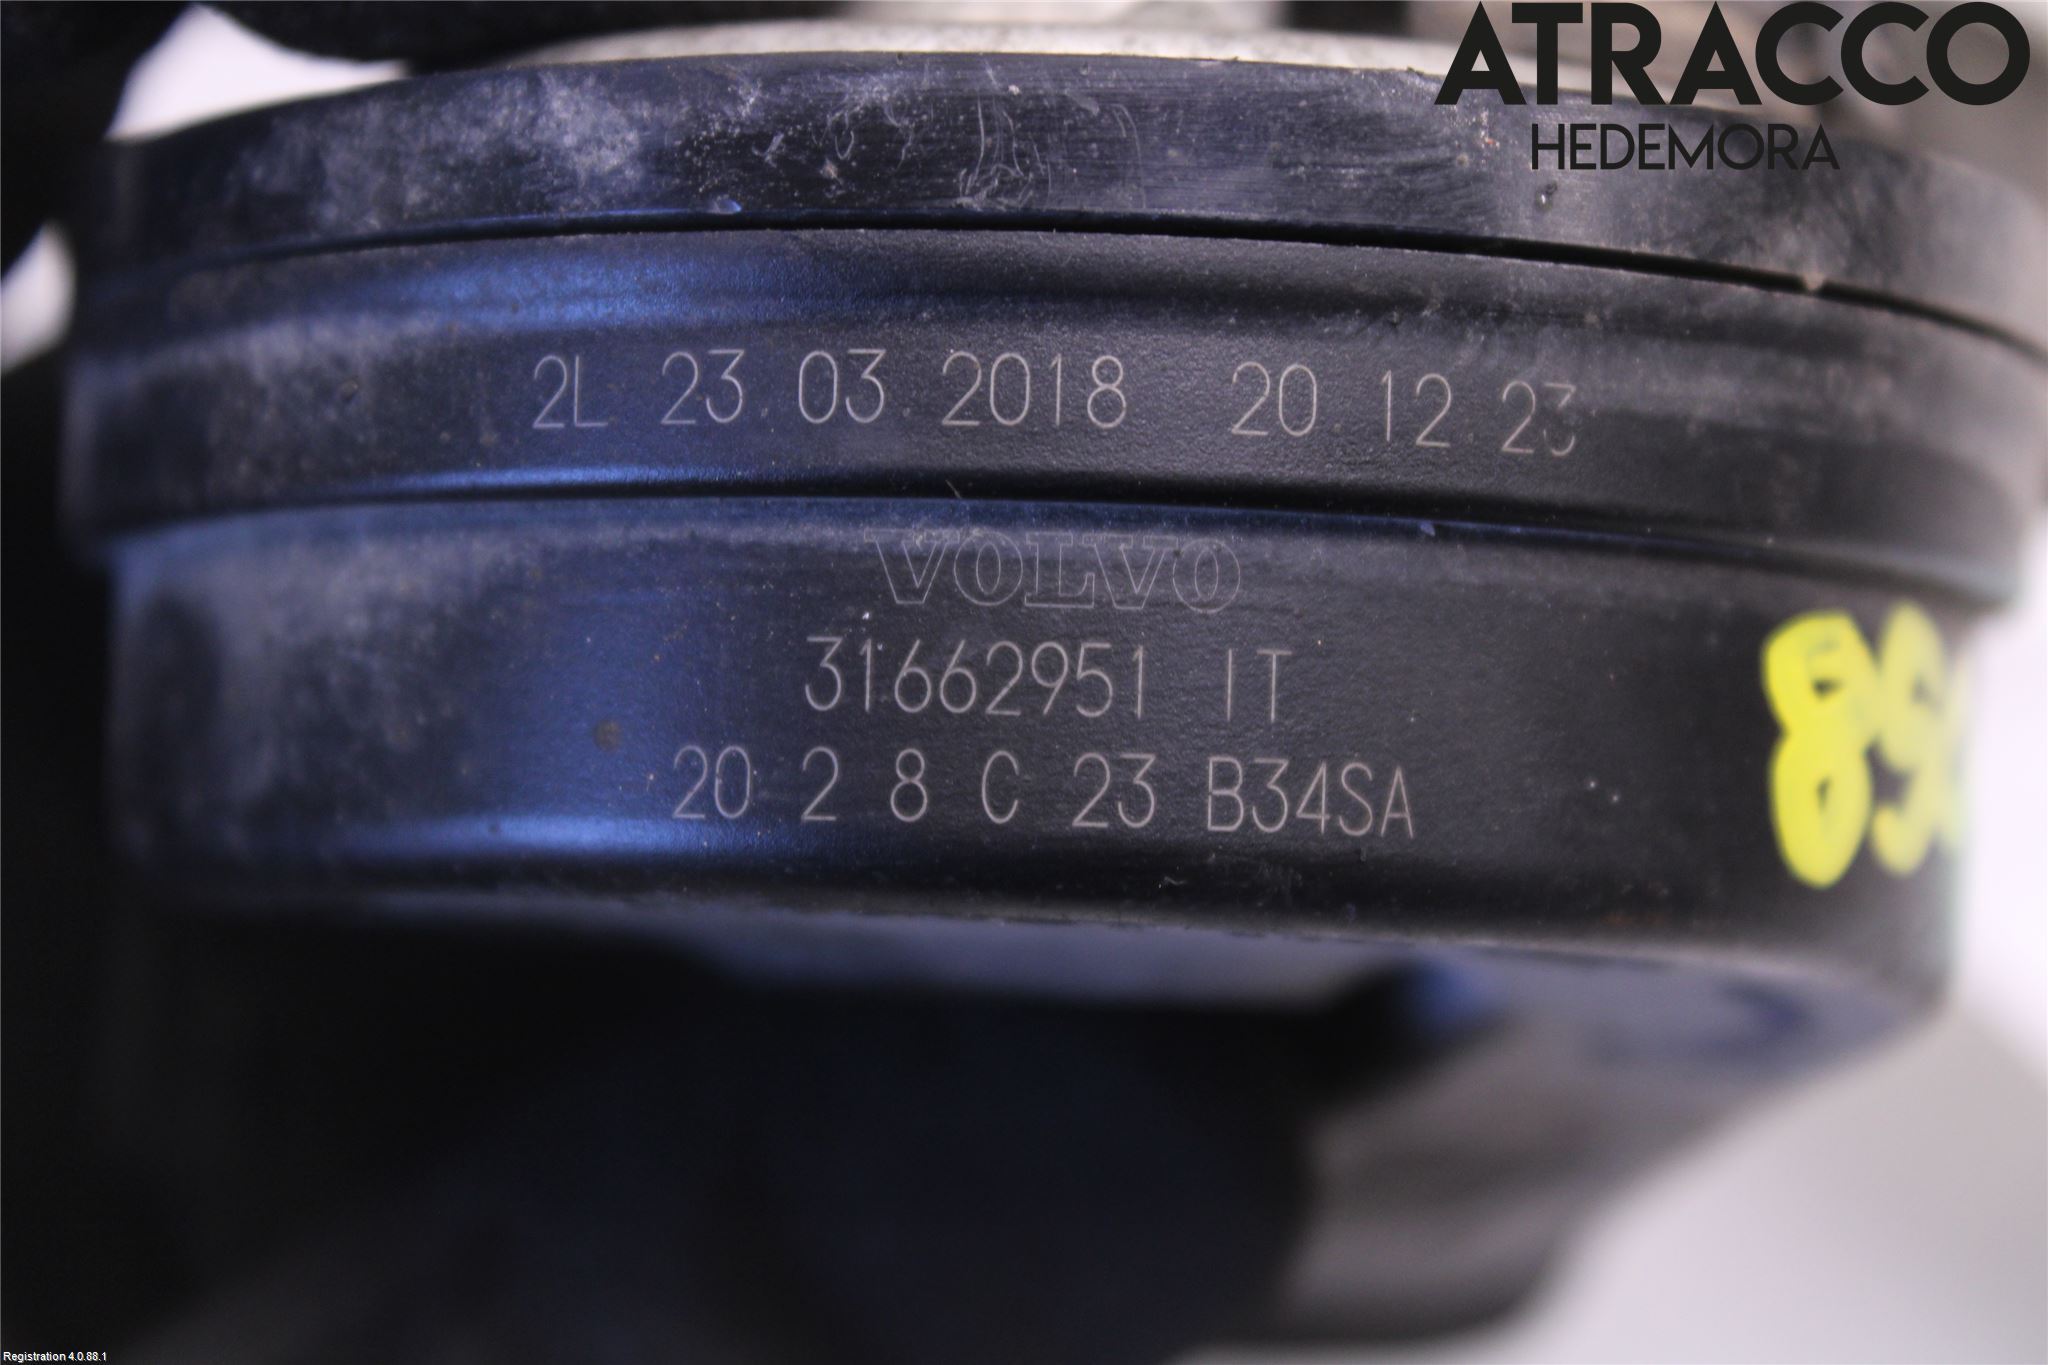 ATRACCO
HEDEMORA
2L 23 03 2018 20 12 23
VOLVO
31662951 IT
20 2 8 C 23 B34SA
Registration 4.0.88.1